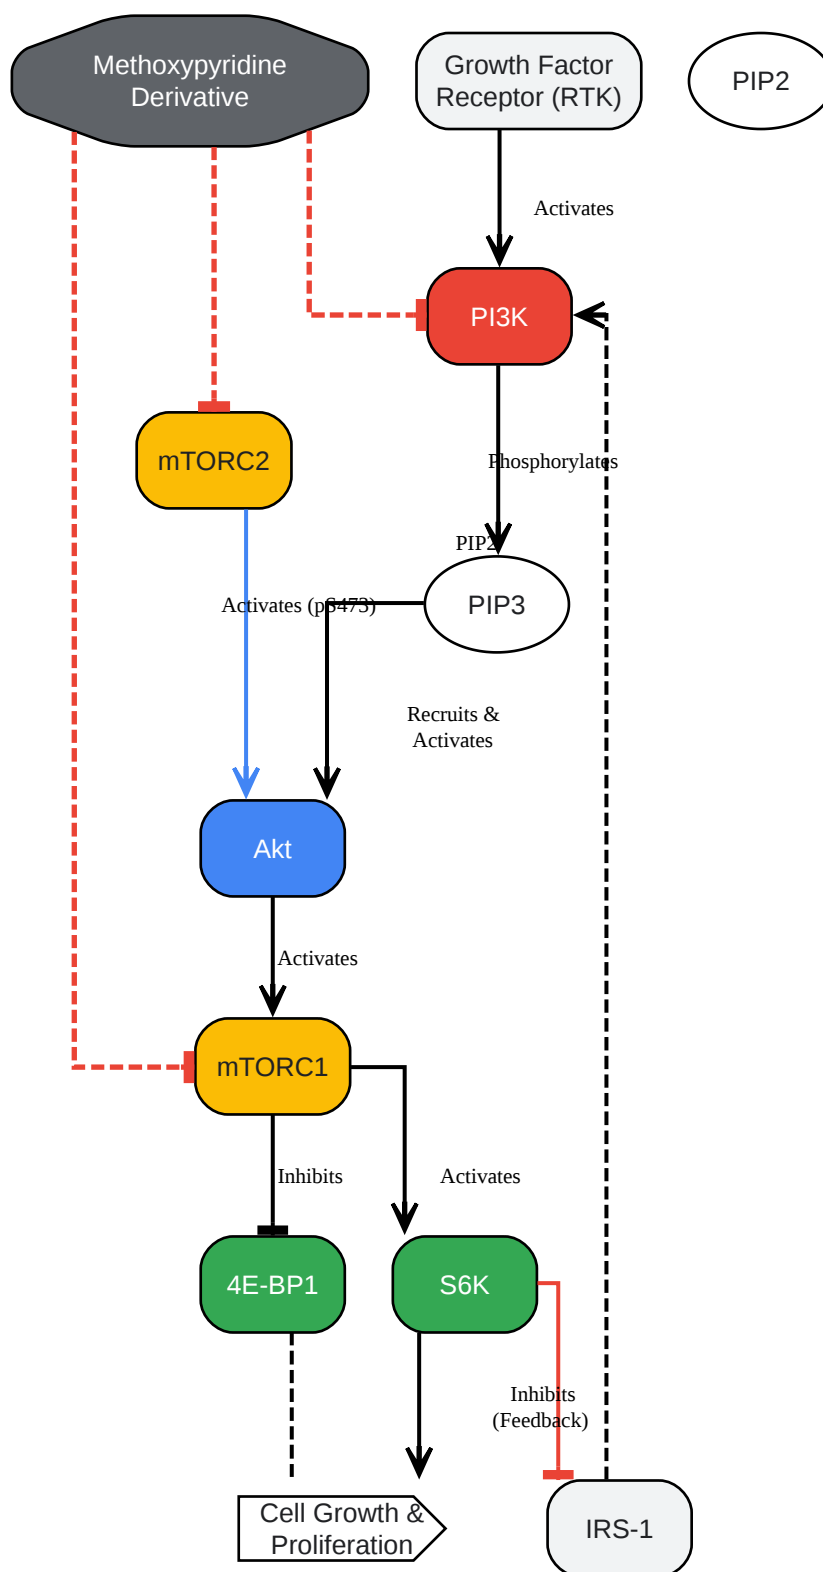 Methoxypyridine
Derivative
Growth Factor
Receptor (RTK)
PIP2
Activates
PI3K
mTORC2
Phosphorylates
PIP2
Activates (pS473)
PIP3
Recruits &
Activates
Akt
Activates
mTORC1
Inhibits
Activates
4E-BP1
S6K
Inhibits
(Feedback)
Cell Growth &
Proliferation
IRS-1